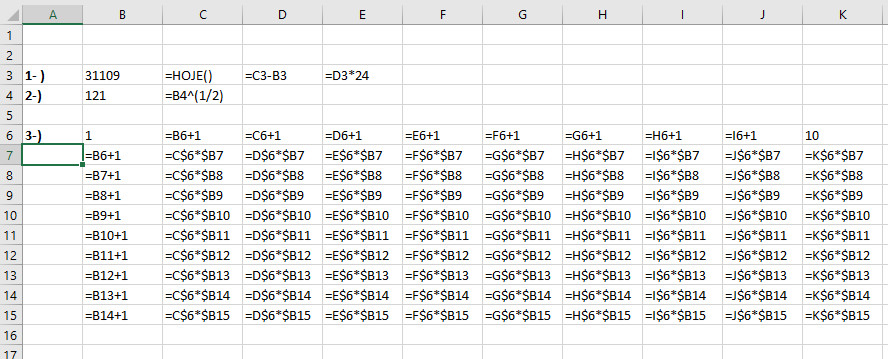 A B C D E F G H I J K
1
2
3 1- ) 31109 =HOJE() =C3-B3 =D3*24
4 2-) 121 =B4^(1/2)
5
6 3-) 1 =B6+1 =C6+1 =D6+1 =E6+1 =F6+1 =G6+1 =H6+1 =I6+1 10
7 =B6+1 =C$6*$B7 =D$6*$B7 =E$6*$B7 =F$6*$B7 =G$6*$B7 =H$6*$B7 =I$6*$B7 =J$6*$B7 =K$6*$B7
8 =B7+1 =C$6*$B8 =D$6*$B8 =E$6*$B8 =F$6*$B8 =G$6*$B8 =H$6*$B8 =I$6*$B8 =J$6*$B8 =K$6*$B8
9 =B8+1 =C$6*$B9 =D$6*$B9 =E$6*$B9 =F$6*$B9 =G$6*$B9 =H$6*$B9 =I$6*$B9 =J$6*$B9 =K$6*$B9
10 =B9+1 =C$6*$B10 =D$6*$B10 =E$6*$B10 =F$6*$B10 =G$6*$B10 =H$6*$B10 =I$6*$B10 =J$6*$B10 =K$6*$B10
11 =B10+1 =C$6*$B11 =D$6*$B11 =E$6*$B11 =F$6*$B11 =G$6*$B11 =H$6*$B11 =I$6*$B11 =J$6*$B11 =K$6*$B11
12 =B11+1 =C$6*$B12 =D$6*$B12 =E$6*$B12 =F$6*$B12 =G$6*$B12 =H$6*$B12 =I$6*$B12 =J$6*$B12 =K$6*$B12
13 =B12+1 =C$6*$B13 =D$6*$B13 =E$6*$B13 =F$6*$B13 =G$6*$B13 =H$6*$B13 =I$6*$B13 =J$6*$B13 =K$6*$B13
14 =B13+1 =C$6*$B14 =D$6*$B14 =E$6*$B14 =F$6*$B14 =G$6*$B14 =H$6*$B14 =I$6*$B14 =J$6*$B14 =K$6*$B14
15 =B14+1 =C$6*$B15 =D$6*$B15 =E$6*$B15 =F$6*$B15 =G$6*$B15 =H$6*$B15 =I$6*$B15 =J$6*$B15 =K$6*$B15
16
17